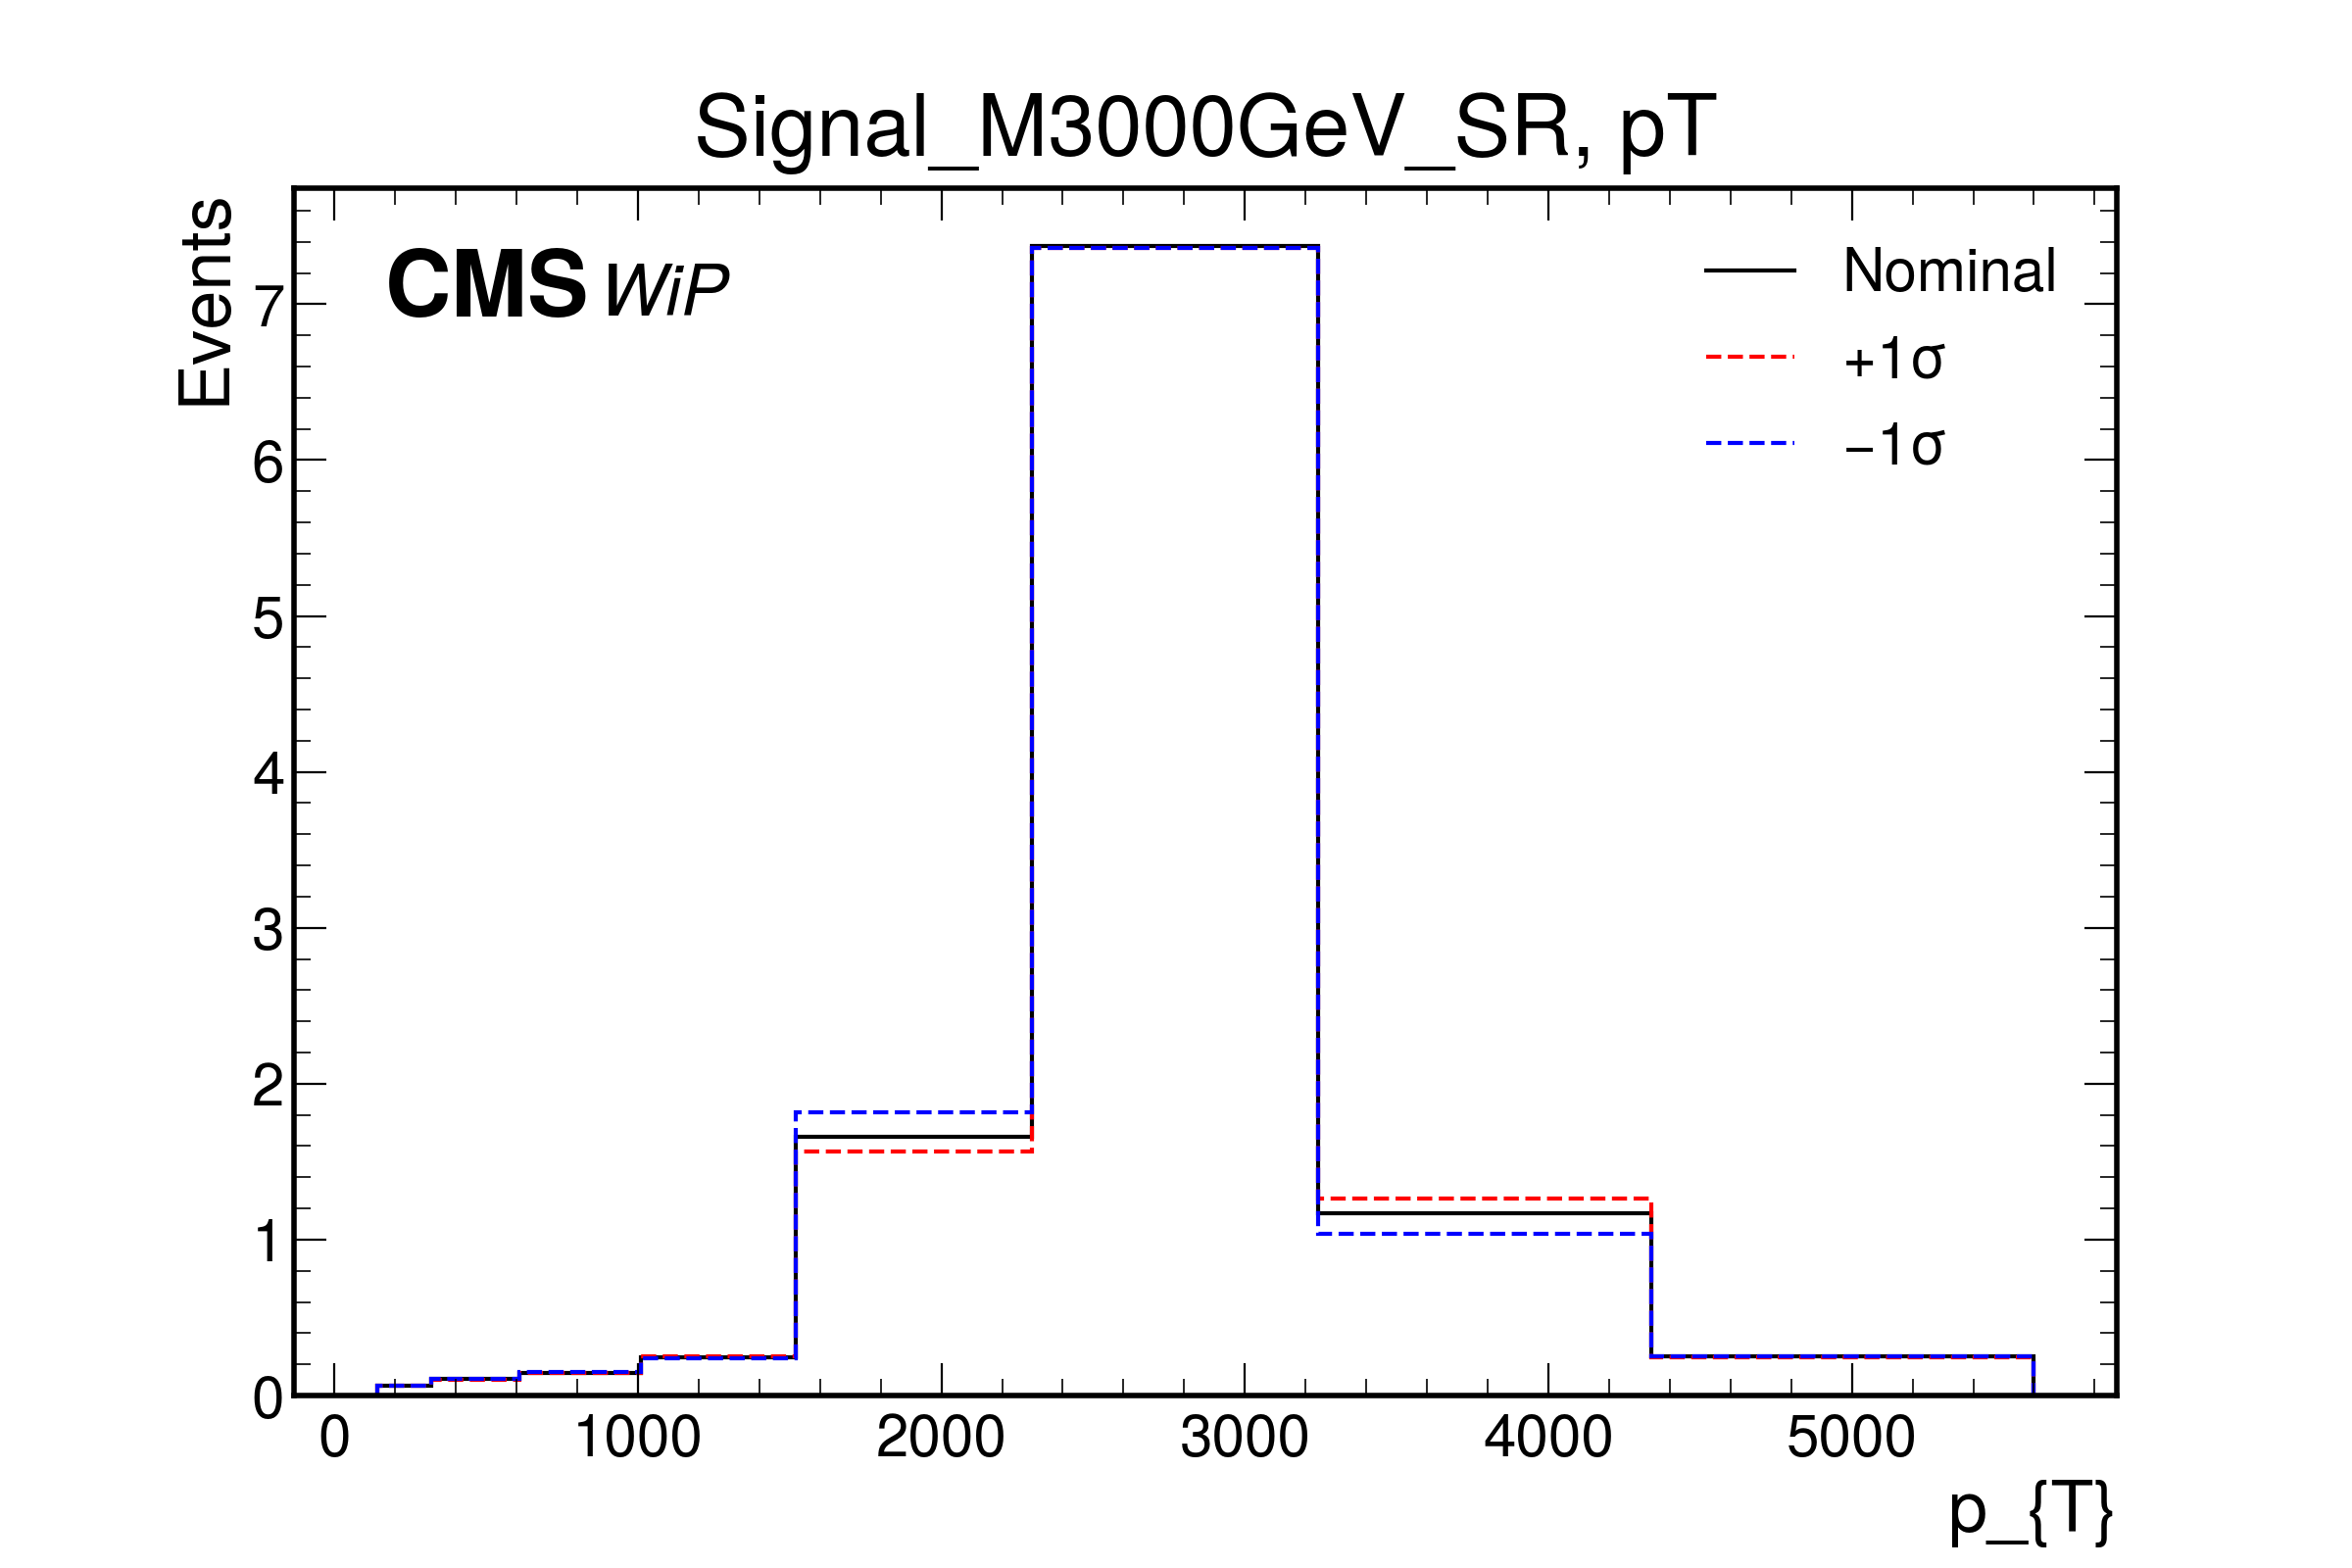 Signal_M3000GeV_SR, pT
Events
CMS WiP
Nominal
+1σ
−1σ
7
6
5
4
3
2
1
0
0 1000 2000 3000 4000 5000
p_{T}